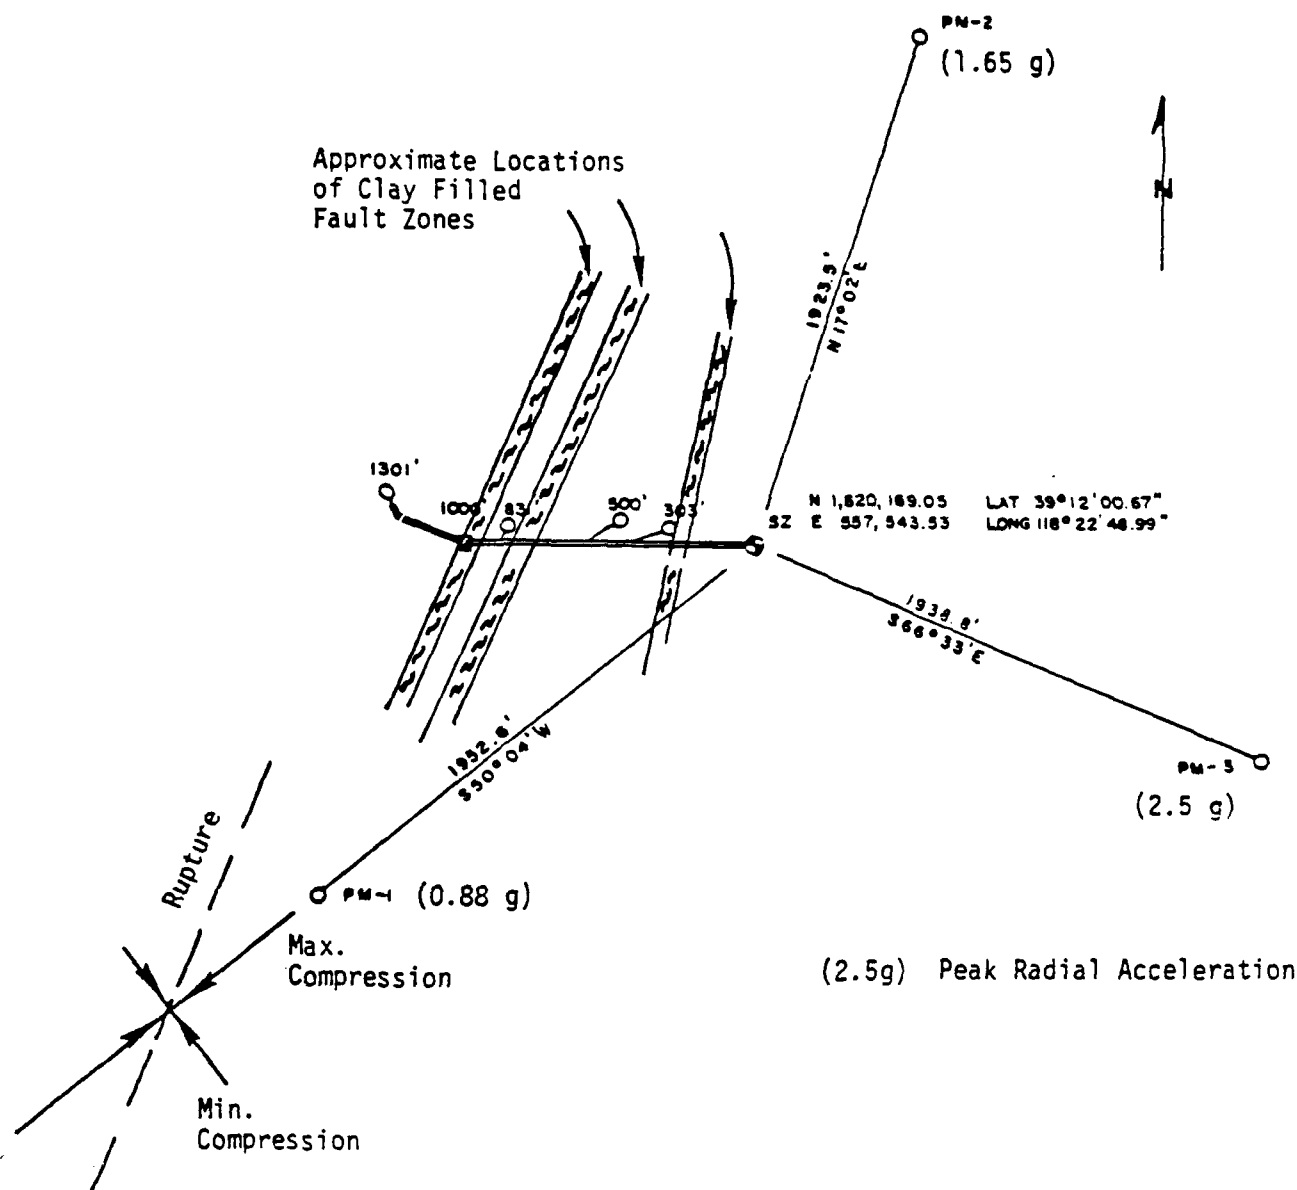 PM-2
(1.65 g)
Approximate Locations
of Clay Filled
Fault Zones
N
1923.5'
N 17° 02' E
1301'
1000'
83
500'
303'
N 1,620,169.05 LAT 39° 12' 00.67"
SZ E 557,543.53 LONG 118° 22' 48.99"
1938.8'
S66° 33' E
PM-3
(2.5 g)
1952.6'
S50° 04' W
Rupture
PM-1 (0.88 g)
Max.
Compression
(2.5g) Peak Radial Acceleration
Min.
Compression